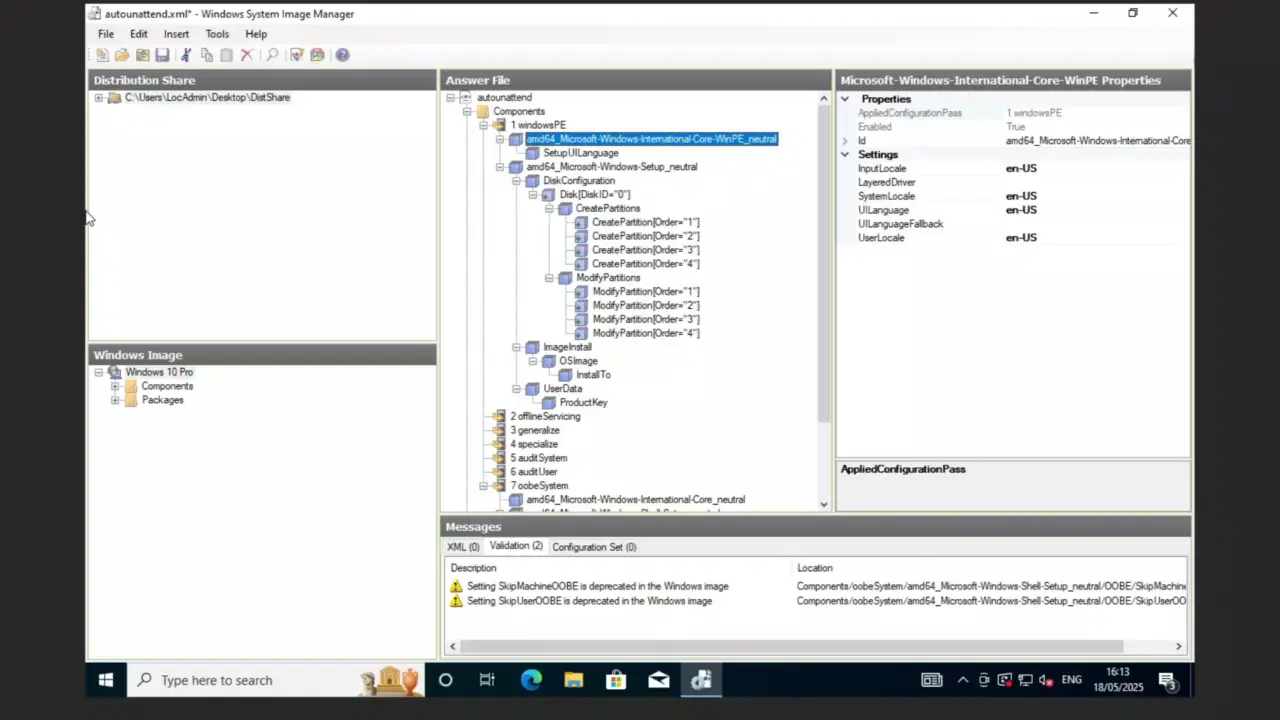 autounattend.xml* - Windows System Image Manager
File Edit Insert Tools Help
Distribution Share
C:\Users\LocAdmin\Desktop\DistShare
Windows Image
Windows 10 Pro
Components
Packages
Answer File
autounattend
Components
1 windowsPE
amd64_Microsoft-Windows-International-Core-WinPE_neutral
SetupUILanguage
amd64_Microsoft-Windows-Setup_neutral
DiskConfiguration
Disk[DiskID="0"]
CreatePartitions
CreatePartition[Order="1"]
CreatePartition[Order="2"]
CreatePartition[Order="3"]
CreatePartition[Order="4"]
ModifyPartitions
ModifyPartition[Order="1"]
ModifyPartition[Order="2"]
ModifyPartition[Order="3"]
ModifyPartition[Order="4"]
ImageInstall
OSImage
InstallTo
UserData
ProductKey
2 offlineServicing
3 generalize
4 specialize
5 auditSystem
6 auditUser
7 oobeSystem
amd64_Microsoft-Windows-International-Core_neutral
Microsoft-Windows-International-Core-WinPE Properties
Properties
AppliedConfigurationPass 1 windowsPE
Enabled True
Id amd64_Microsoft-Windows-International-Core
Settings
InputLocale en-US
LayeredDriver
SystemLocale en-US
UILanguage en-US
UILanguageFallback
UserLocale en-US
AppliedConfigurationPass
Messages
XML (0) Validation (2) Configuration Set (0)
Description Location
Setting SkipMachineOOBE is deprecated in the Windows image Components/oobeSystem/amd64_Microsoft-Windows-Shell-Setup_neutral/OOBE/SkipMachine
Setting SkipUserOOBE is deprecated in the Windows image Components/oobeSystem/amd64_Microsoft-Windows-Shell-Setup_neutral/OOBE/SkipUserOO
Type here to search
ENG
16:13
18/05/2025
3